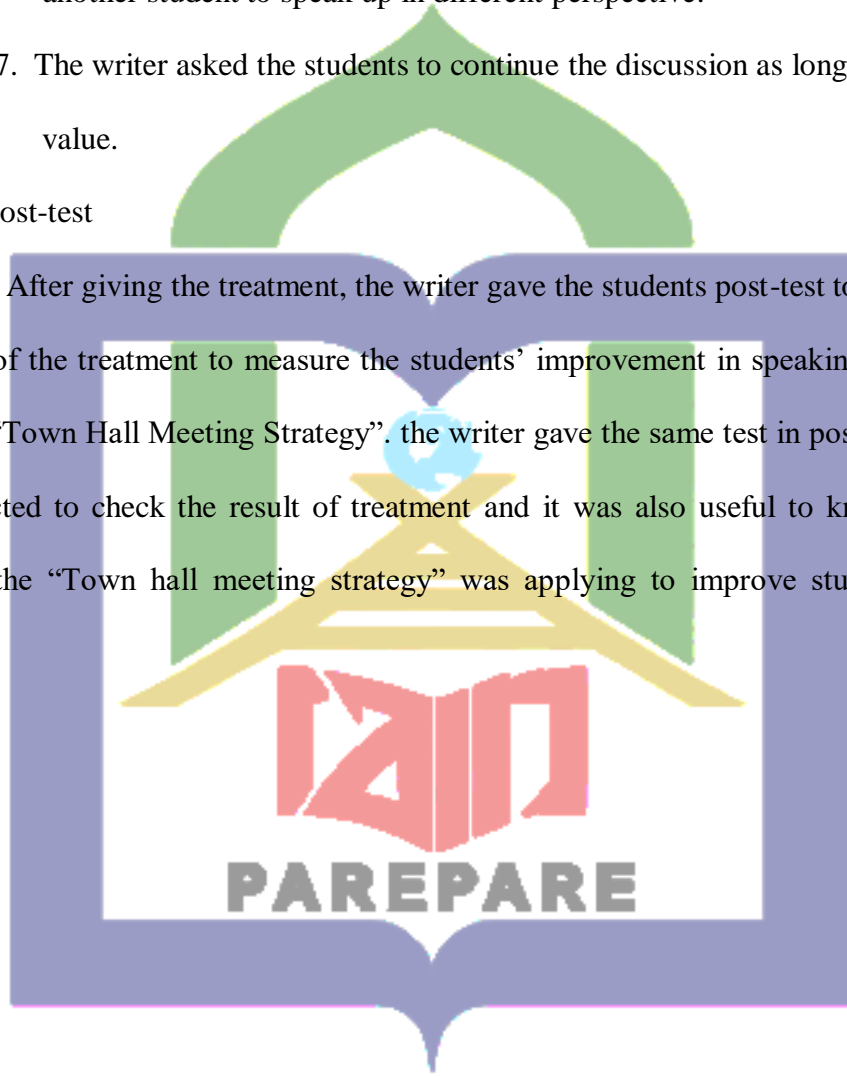 another student to speak up in different perspective.
7. The writer asked the students to continue the discussion as long
value.
ost-test
After giving the treatment, the writer gave the students post-test to
of the treatment to measure the students’ improvement in speakin
“Town Hall Meeting Strategy”. the writer gave the same test in pos
cted to check the result of treatment and it was also useful to k
the “Town hall meeting strategy” was applying to improve stu
iain
PAREPARE